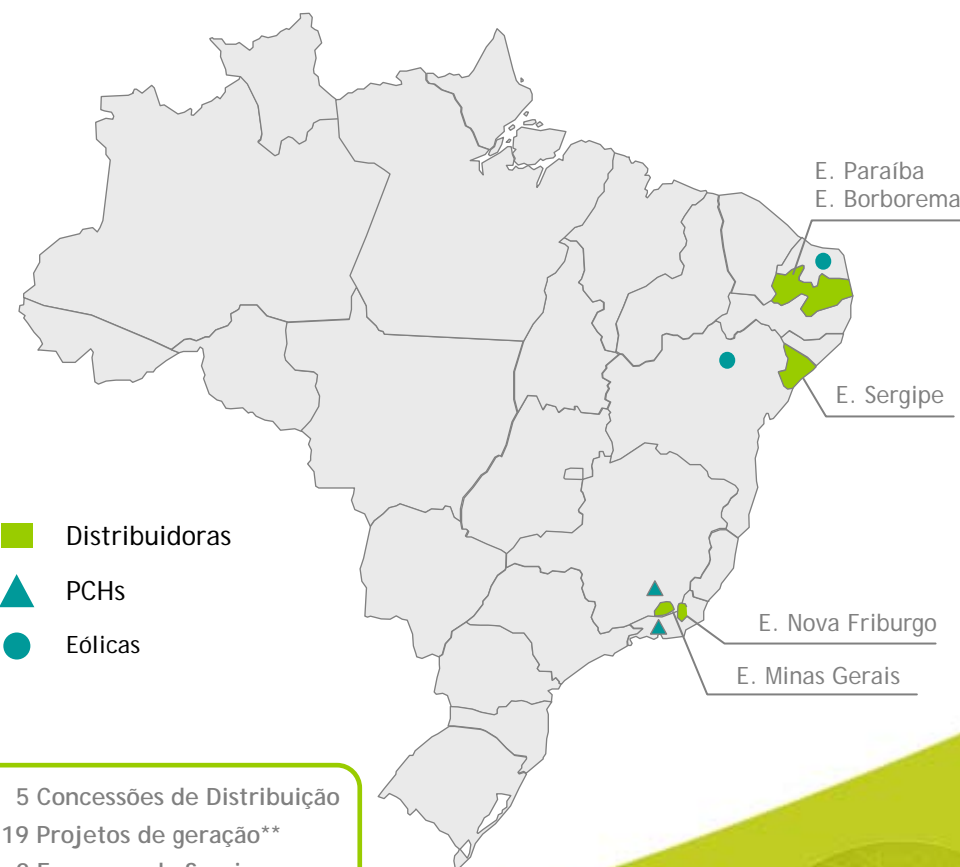 E. Paraíba
E. Borborema
E. Sergipe
Distribuidoras
PCHs
Eólicas
E. Nova Friburgo
E. Minas Gerais
5 Concessões de Distribuição
19 Projetos de geração**